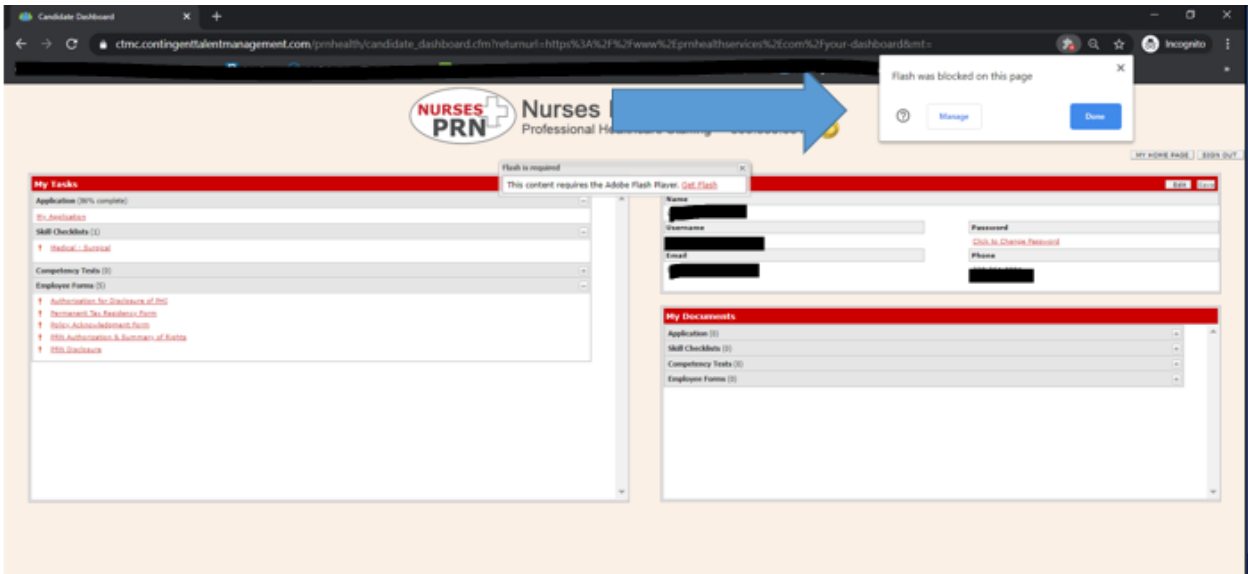 Candidate Dashboard
ctmc.contingenttalentmanagement.com/prnhealth/candidate_dashboard.cfm?returnurl=https%3A%2F%2Fwww%2Eprnhealthservices%2Ecom%2Fyour-dashboard&mt=
Incognito
Flash was blocked on this page
Manage
Done
NURSES PRN
Nurses
Professional
MY HOME PAGE
SIGN OUT
Flash is required
This content requires the Adobe Flash Player. Get Flash
My Tasks
Application (86% complete)
My Application
Skill Checklists (1)
Medical - Surgical
Competency Tests (0)
Employee Forms (5)
Authorization for Disclosure of PHI
Permanent Tax Residency Form
Policy Acknowledgment Form
PRN Authorization & Summary of Rights
PRN Disclosure
Edit
Name
Username
Password
Click to Change Password
Email
Phone
My Documents
Application (0)
Skill Checklists (0)
Competency Tests (0)
Employee Forms (0)